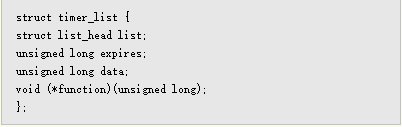 struct timer_list {
struct list_head list;
unsigned long expires;
unsigned long data;
void (*function)(unsigned long);
};